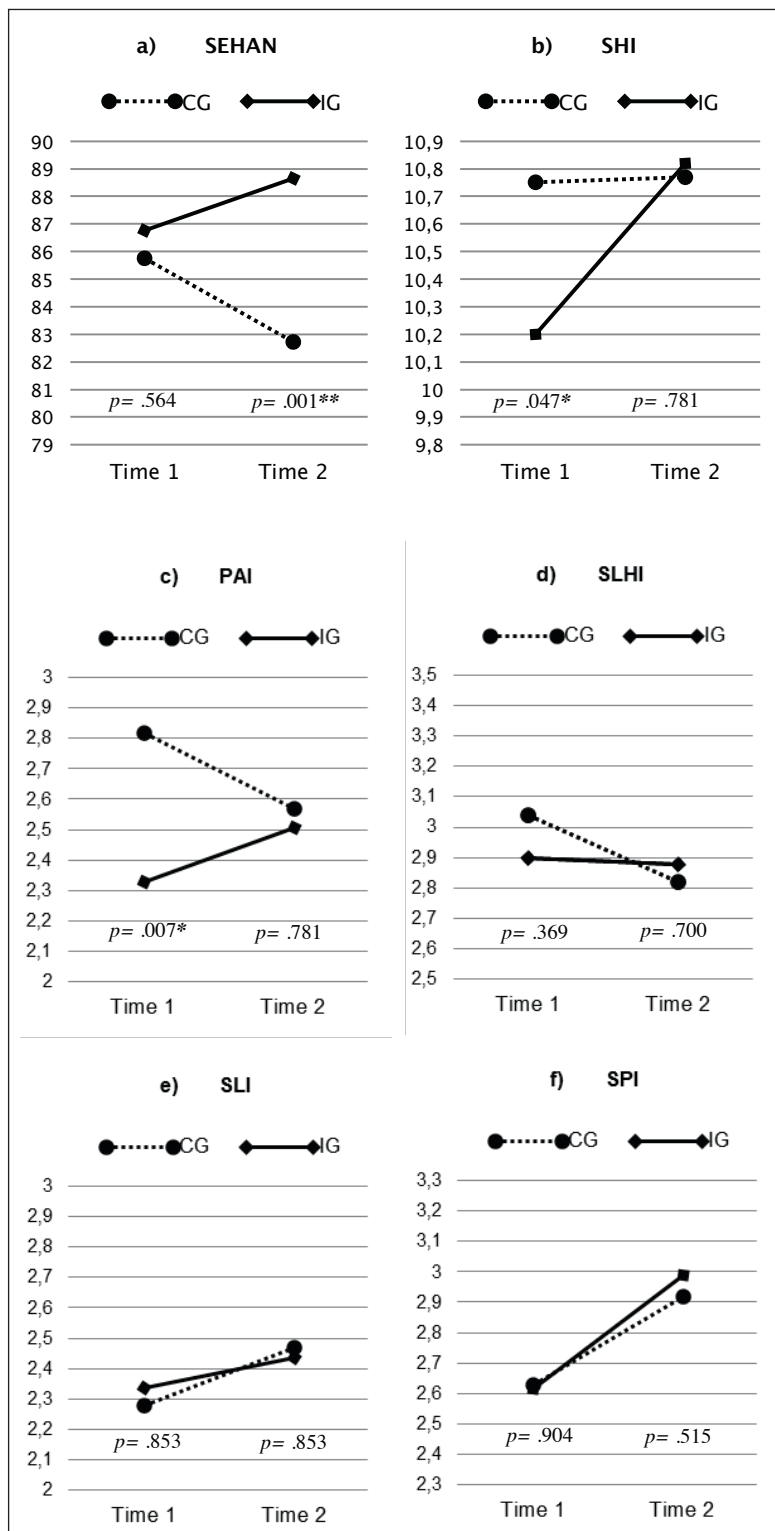 a) SEHAN
CG IG
90
89
88
87
86
85
84
83
82
81
80
79
p= .564 p= .001**
Time 1 Time 2
b) SHI
CG IG
10,9
10,8
10,7
10,6
10,5
10,4
10,3
10,2
10,1
10
9,9
9,8
p= .047* p= .781
Time 1 Time 2
c) PAI
CG IG
3
2,9
2,8
2,7
2,6
2,5
2,4
2,3
2,2
2,1
2
p= .007* p= .781
Time 1 Time 2
d) SLHI
CG IG
3,5
3,4
3,3
3,2
3,1
3
2,9
2,8
2,7
2,6
2,5
p= .369 p= .700
Time 1 Time 2
e) SLI
CG IG
3
2,9
2,8
2,7
2,6
2,5
2,4
2,3
2,2
2,1
2
p= .853 p= .853
Time 1 Time 2
f) SPI
CG IG
3,3
3,2
3,1
3
2,9
2,8
2,7
2,6
2,5
2,4
2,3
p= .904 p= .515
Time 1 Time 2